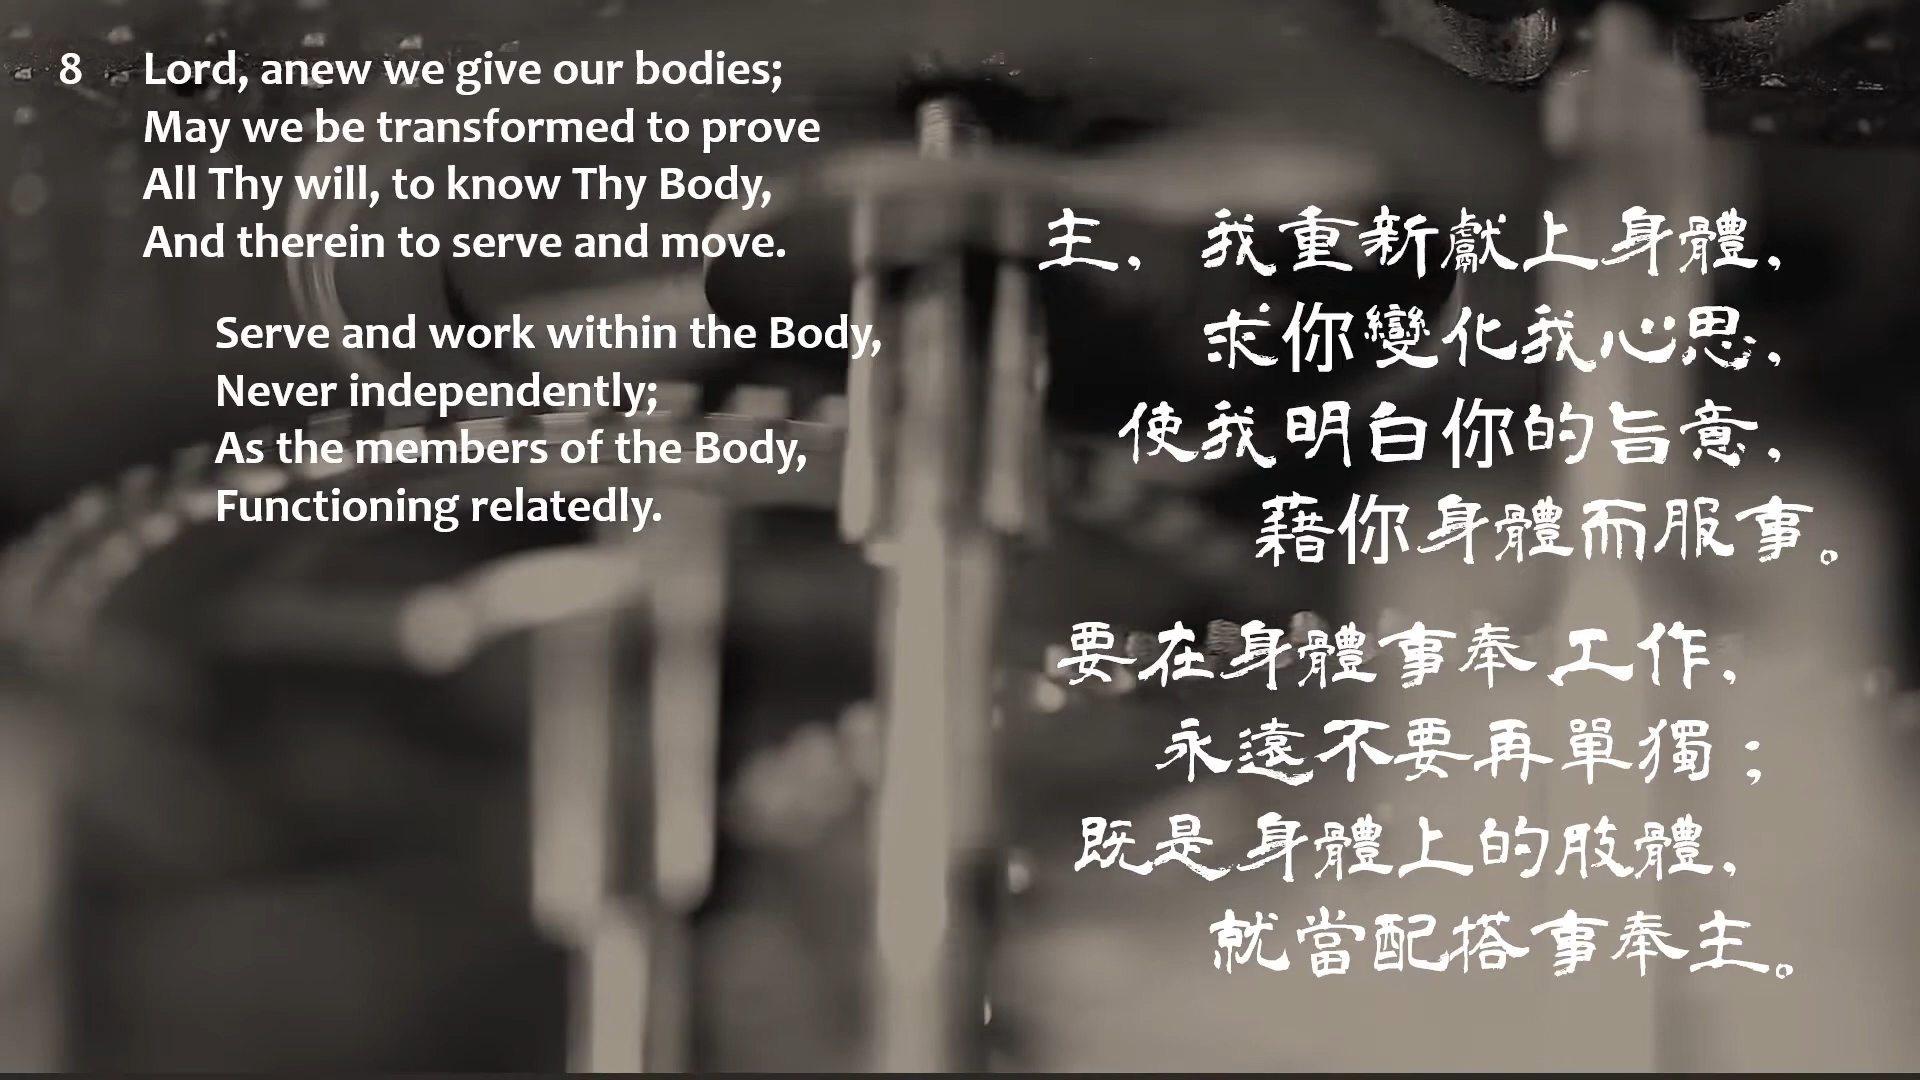 8 Lord, anew we give our bodies;
May we be transformed to prove
All Thy will, to know Thy Body,
And therein to serve and move.
Serve and work within the Body,
Never independently;
As the members of the Body,
Functioning relatedly.
主，我重新獻上身體，
求你變化我心思，
使我明白你的旨意，
藉你身體而服事。
要在身體事奉工作，
永遠不要再單獨；
既是身體上的肢體，
就當配搭事奉主。